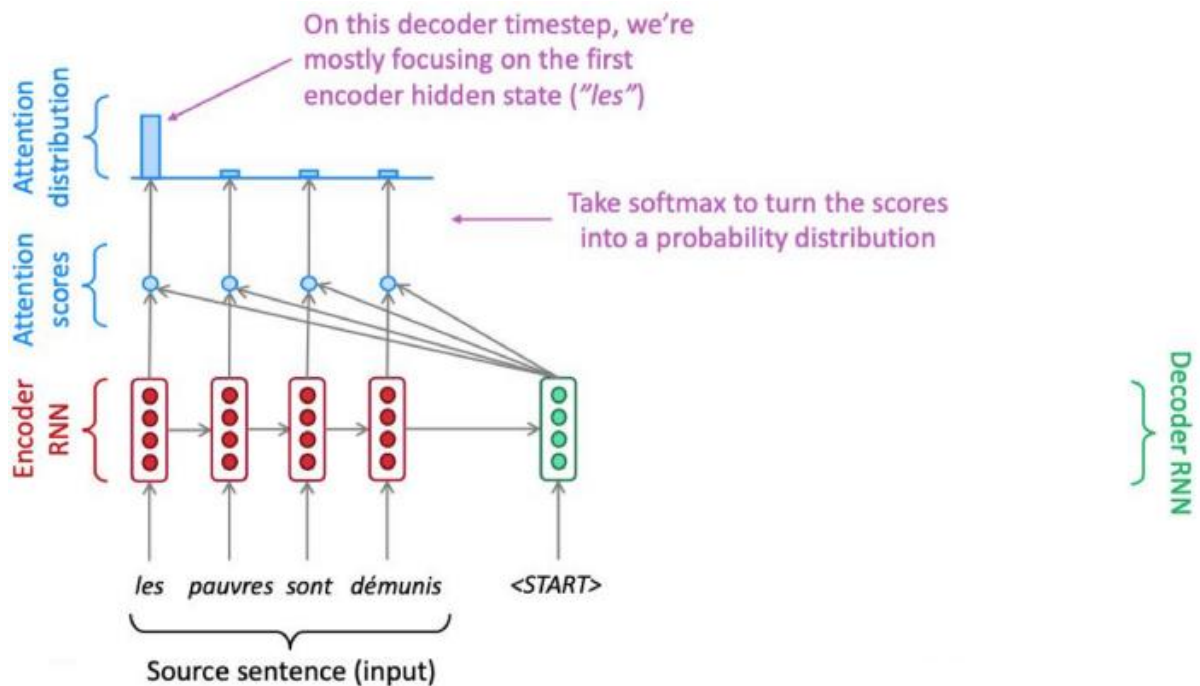 On this decoder timestep, we’re
mostly focusing on the first
encoder hidden state (”les”)
Attention
distribution
Take softmax to turn the scores
into a probability distribution
Attention
scores
Encoder
RNN
Decoder RNN
les pauvres sont démunis <START>
Source sentence (input)